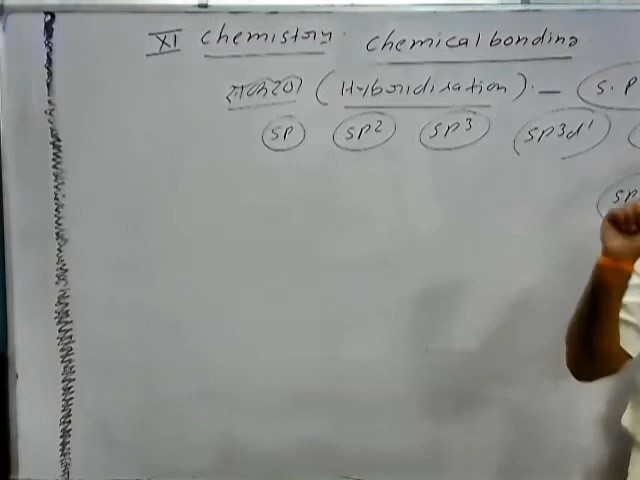 XI Chemistry Chemical bonding
संकरण (Hybridisation) - S.P
SP SP2 SP3 SP3d1
SP